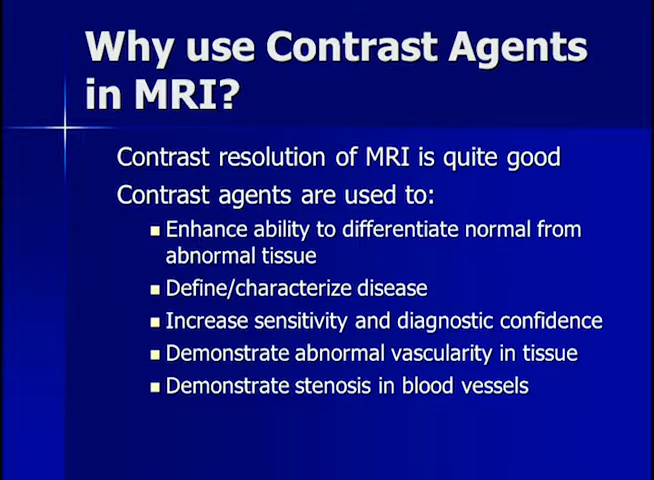 Why use Contrast Agents
in MRI?
Contrast resolution of MRI is quite good
Contrast agents are used to:
Enhance ability to differentiate normal from
abnormal tissue
Define/characterize disease
Increase sensitivity and diagnostic confidence
Demonstrate abnormal vascularity in tissue
Demonstrate stenosis in blood vessels